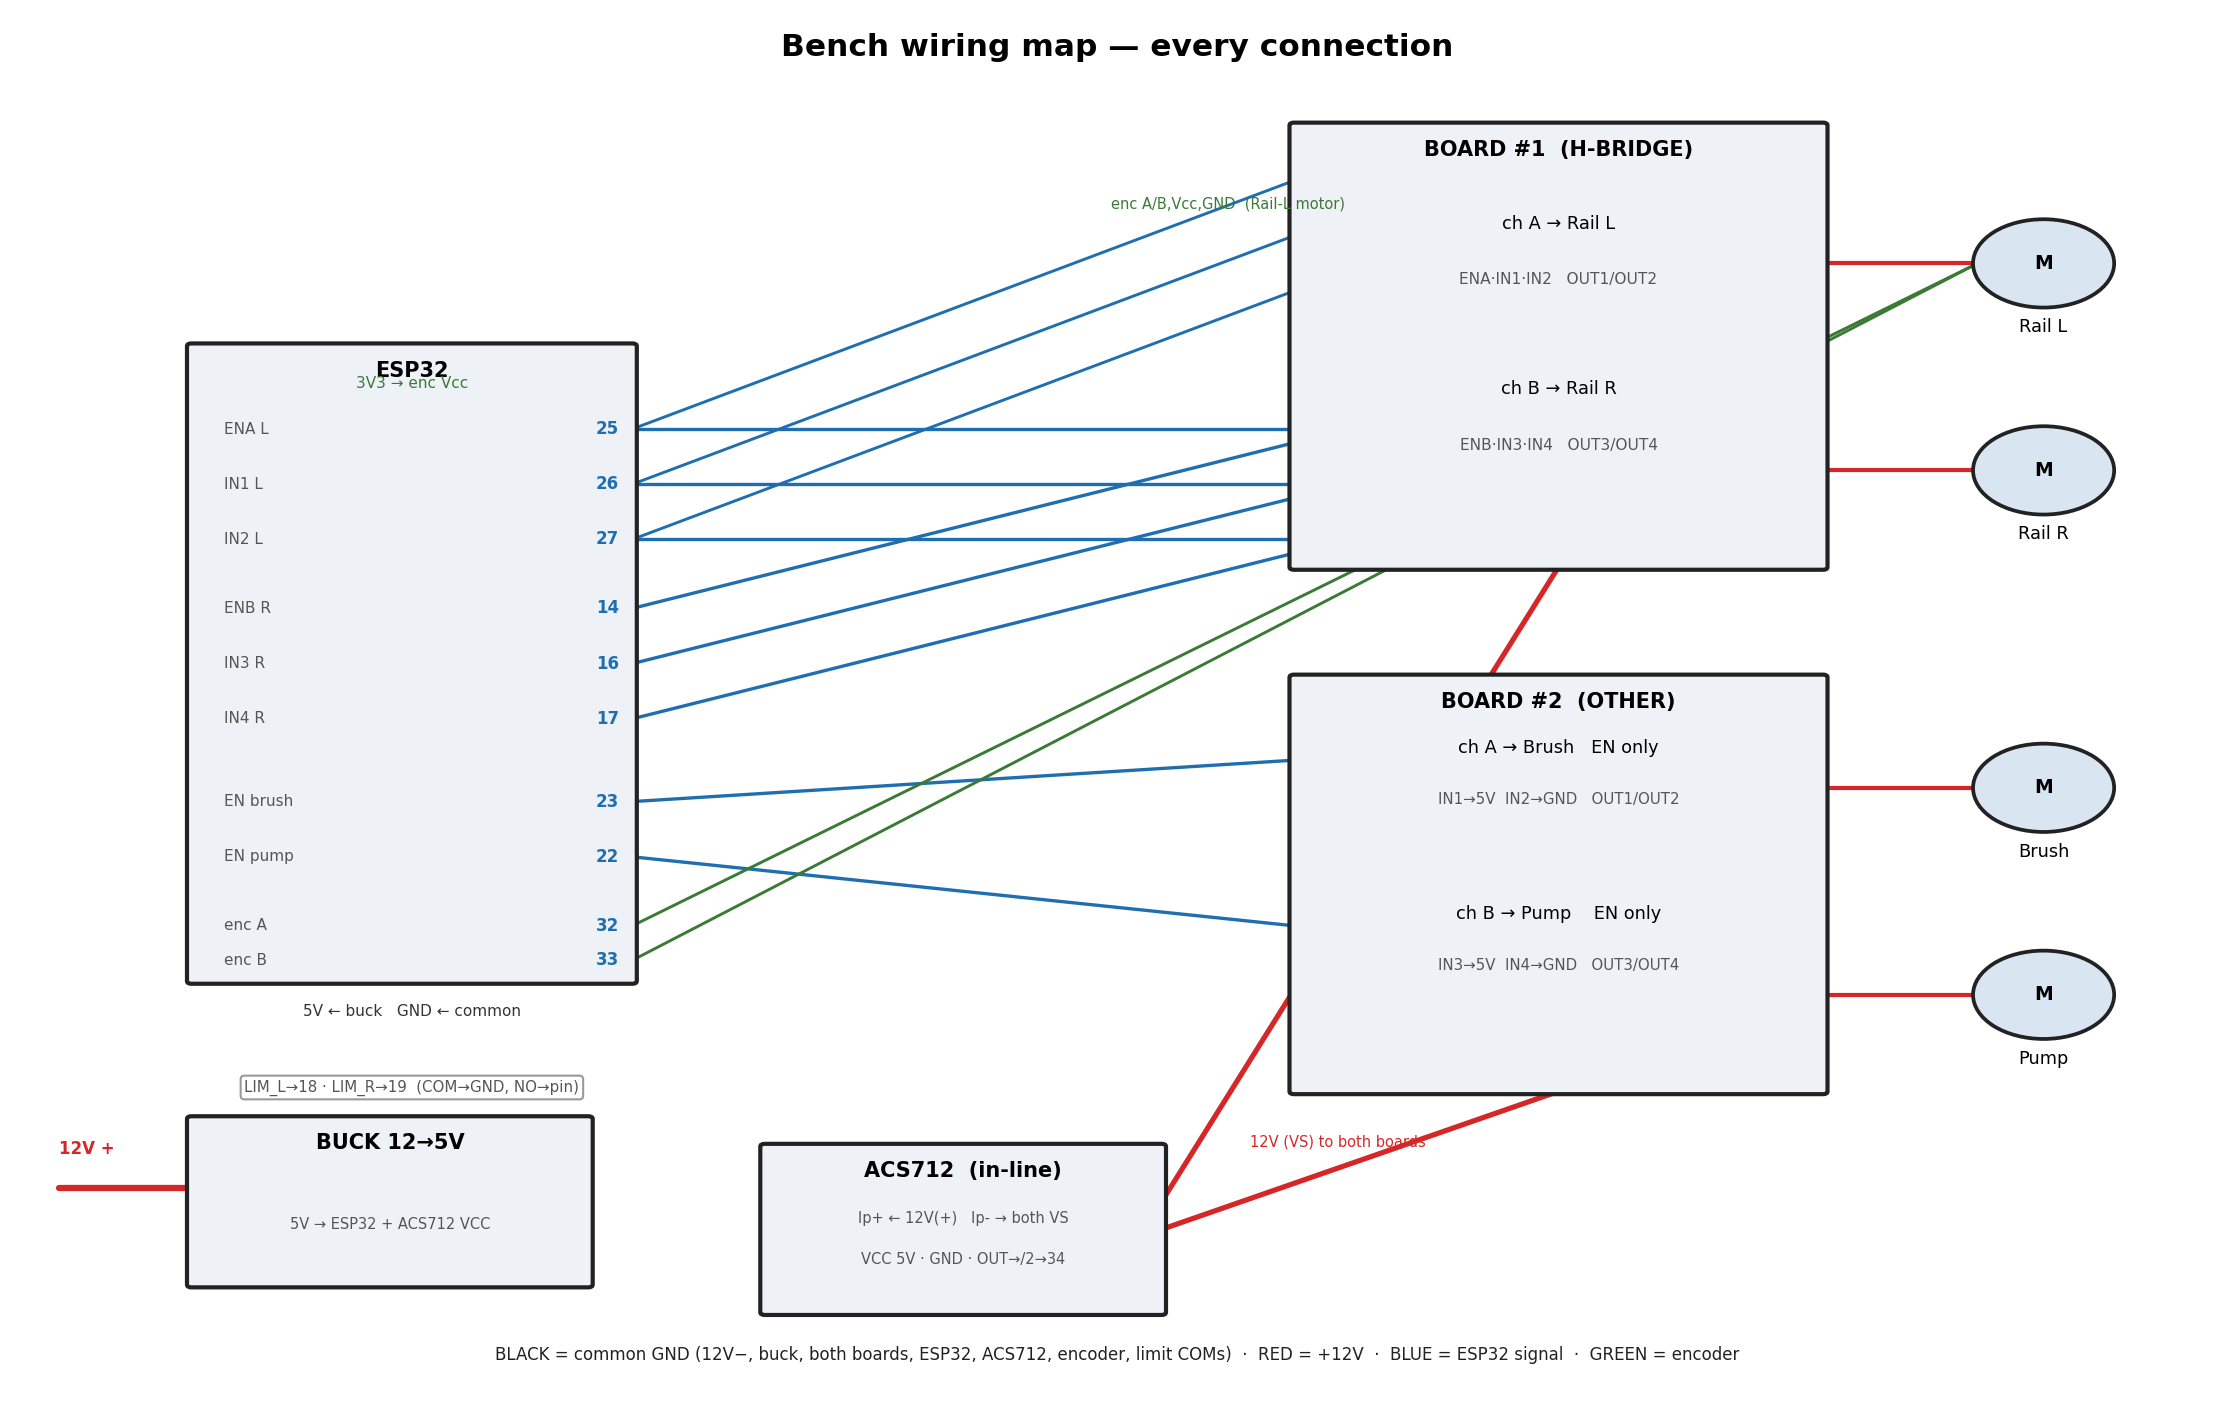 Bench wiring map — every connection
BOARD #1  (H-BRIDGE)
enc A/B,Vcc,GND  (Rail-L motor)
ch A → Rail L
ENA·IN1·IN2   OUT1/OUT2
M
Rail L
ch B → Rail R
ENB·IN3·IN4   OUT3/OUT4
M
Rail R
ESP32
3V3 → enc Vcc
ENA L 25
IN1 L 26
IN2 L 27
ENB R 14
IN3 R 16
IN4 R 17
EN brush 23
EN pump 22
enc A 32
enc B 33
5V ← buck   GND ← common
BOARD #2  (OTHER)
ch A → Brush   EN only
IN1→5V  IN2→GND   OUT1/OUT2
M
Brush
ch B → Pump    EN only
IN3→5V  IN4→GND   OUT3/OUT4
M
Pump
LIM_L→18 · LIM_R→19  (COM→GND, NO→pin)
12V +
BUCK 12→5V
5V → ESP32 + ACS712 VCC
12V (VS) to both boards
ACS712  (in-line)
Ip+ ← 12V(+)   Ip- → both VS
VCC 5V · GND · OUT→/2→34
BLACK = common GND (12V−, buck, both boards, ESP32, ACS712, encoder, limit COMs)  ·  RED = +12V  ·  BLUE = ESP32 signal  ·  GREEN = encoder